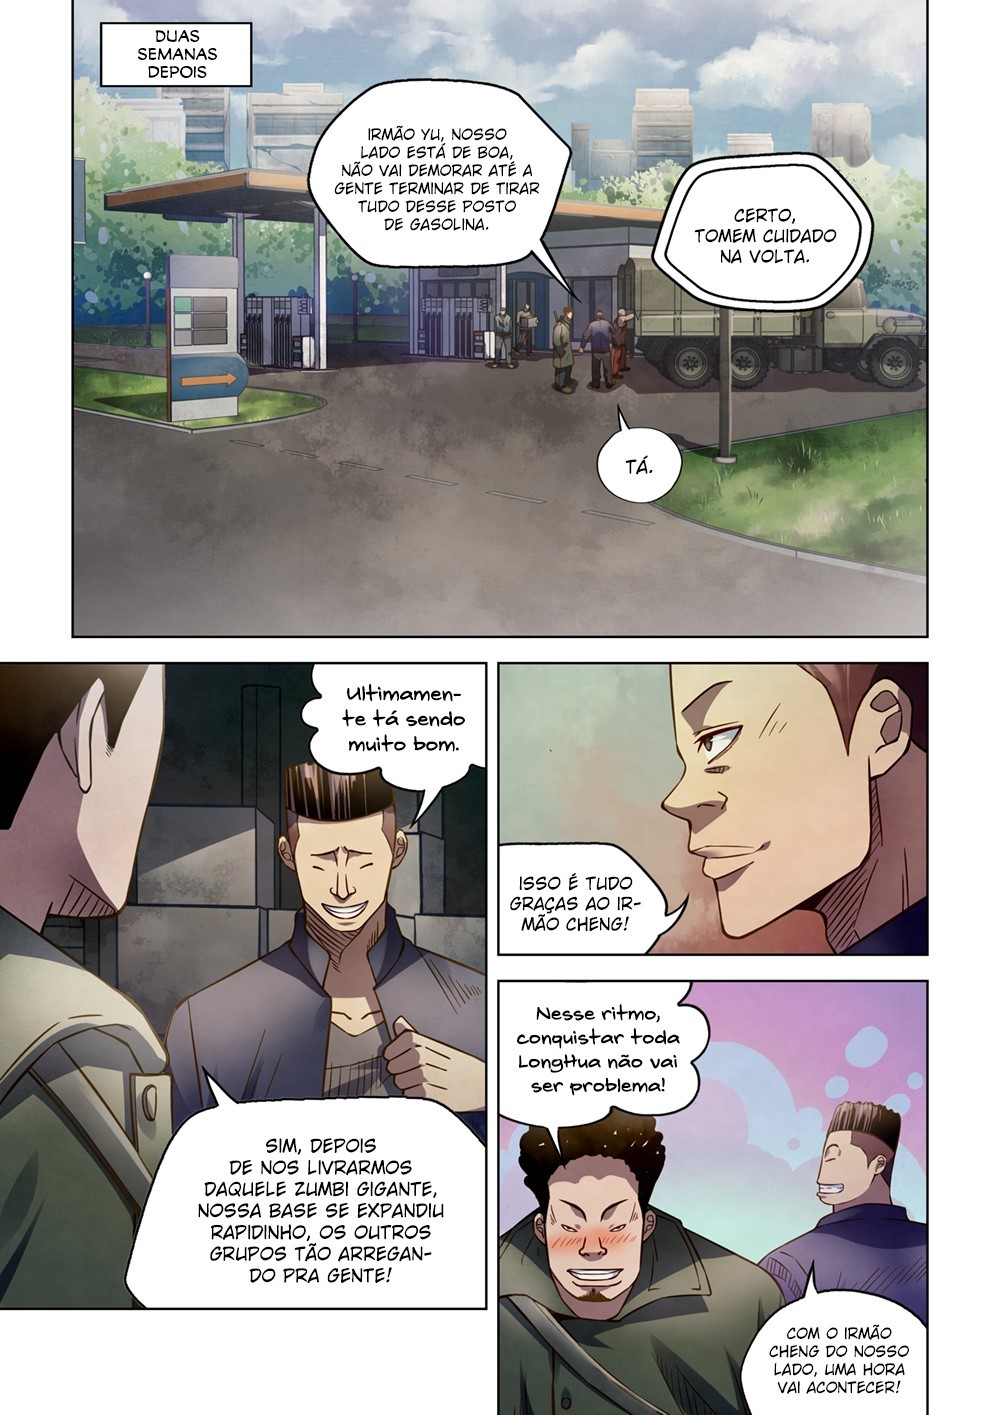 DUAS
SEMANAS
DEPOIS
IRMÃO YU, NOSSO
LADO ESTÁ DE BOA,
NÃO VAI DEMORAR ATÉ A
GENTE TERMINAR DE TIRAR
TUDO DESSE POSTO
DE GASOLINA.
CERTO,
TOMEM CUIDADO
NA VOLTA.
TÁ.
Ultimamen-
te tá sendo
muito bom.
SIM, DEPOIS
DE NOS LIVRARMOS
DAQUELE ZUMBI GIGANTE,
NOSSA BASE SE EXPANDIU
RAPIDINHO, OS OUTROS
GRUPOS TÃO ARREGAN-
DO PRA GENTE!
ISSO É TUDO
GRAÇAS AO IR-
MÃO CHENG!
Nesse ritmo,
conquistar toda
LongHua não vai
ser problema!
COM O IRMÃO
CHENG DO NOSSO
LADO, UMA HORA
VAI ACONTECER!